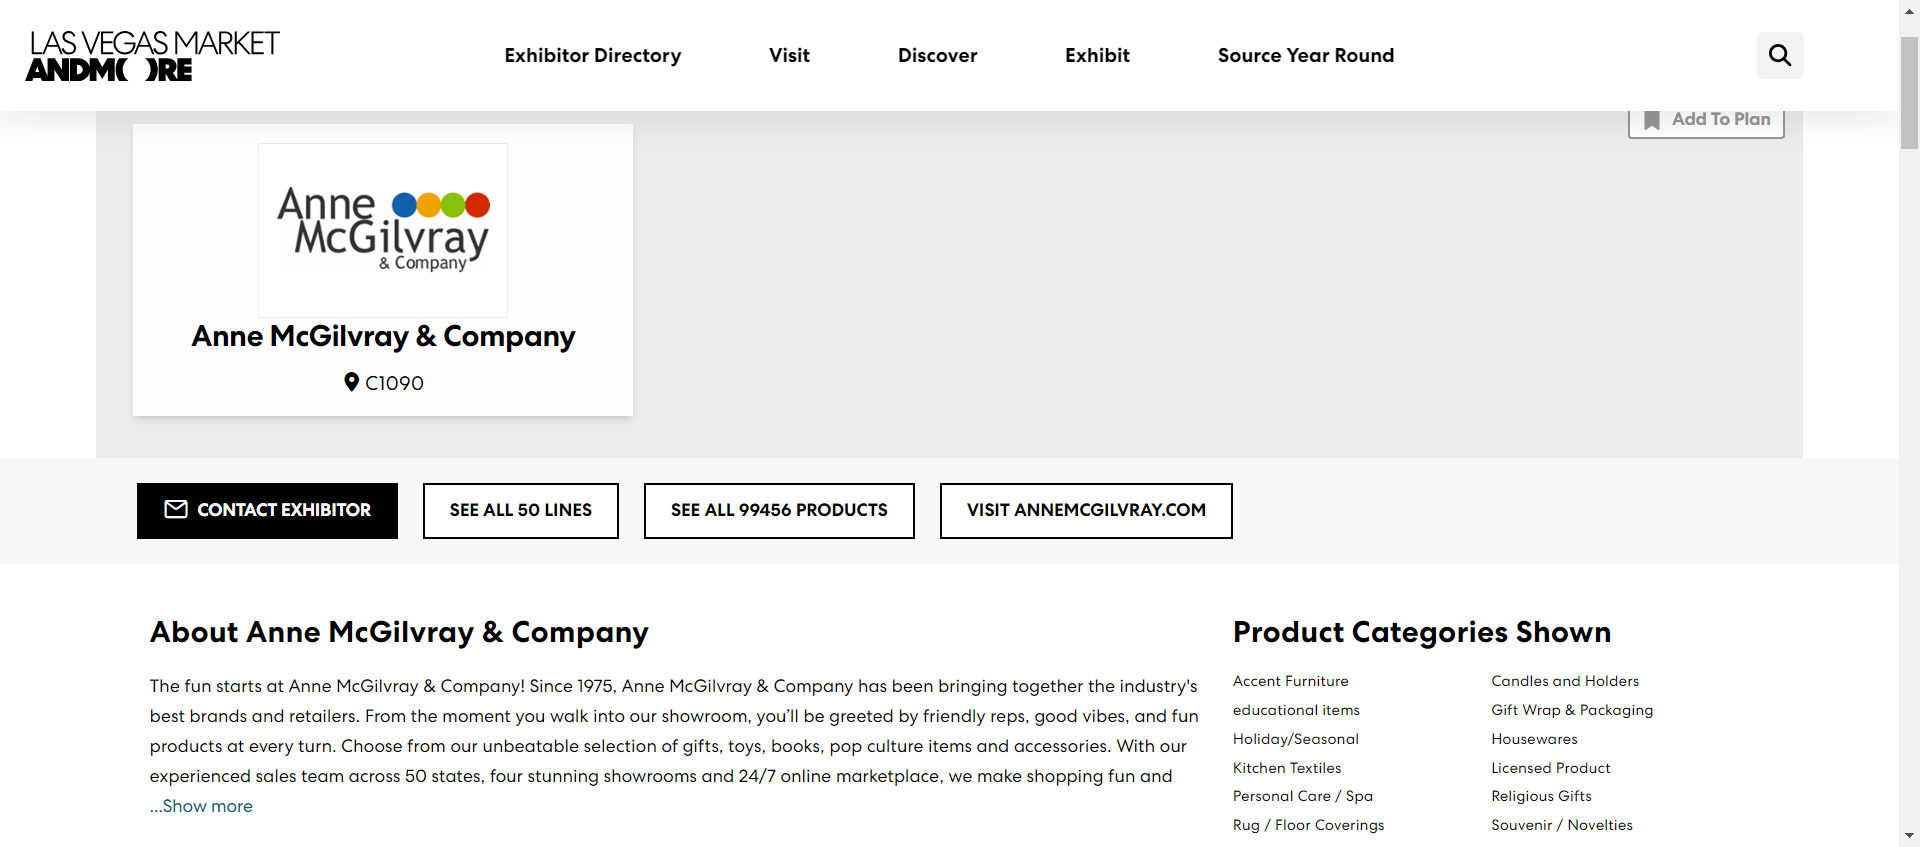 LAS VEGAS MARKET
ANDMORE
Exhibitor Directory
Visit
Discover
Exhibit
Source Year Round
Add To Plan
Anne
McGilvray
& Company
Anne McGilvray & Company
C1090
CONTACT EXHIBITOR
SEE ALL 50 LINES
SEE ALL 99456 PRODUCTS
VISIT ANNEMCGILVRAY.COM
About Anne McGilvray & Company
The fun starts at Anne McGilvray & Company! Since 1975, Anne McGilvray & Company has been bringing together the industry's
best brands and retailers. From the moment you walk into our showroom, you’ll be greeted by friendly reps, good vibes, and fun
products at every turn. Choose from our unbeatable selection of gifts, toys, books, pop culture items and accessories. With our
experienced sales team across 50 states, four stunning showrooms and 24/7 online marketplace, we make shopping fun and
...Show more
Product Categories Shown
Accent Furniture
educational items
Holiday/Seasonal
Kitchen Textiles
Personal Care / Spa
Rug / Floor Coverings
Candles and Holders
Gift Wrap & Packaging
Housewares
Licensed Product
Religious Gifts
Souvenir / Novelties